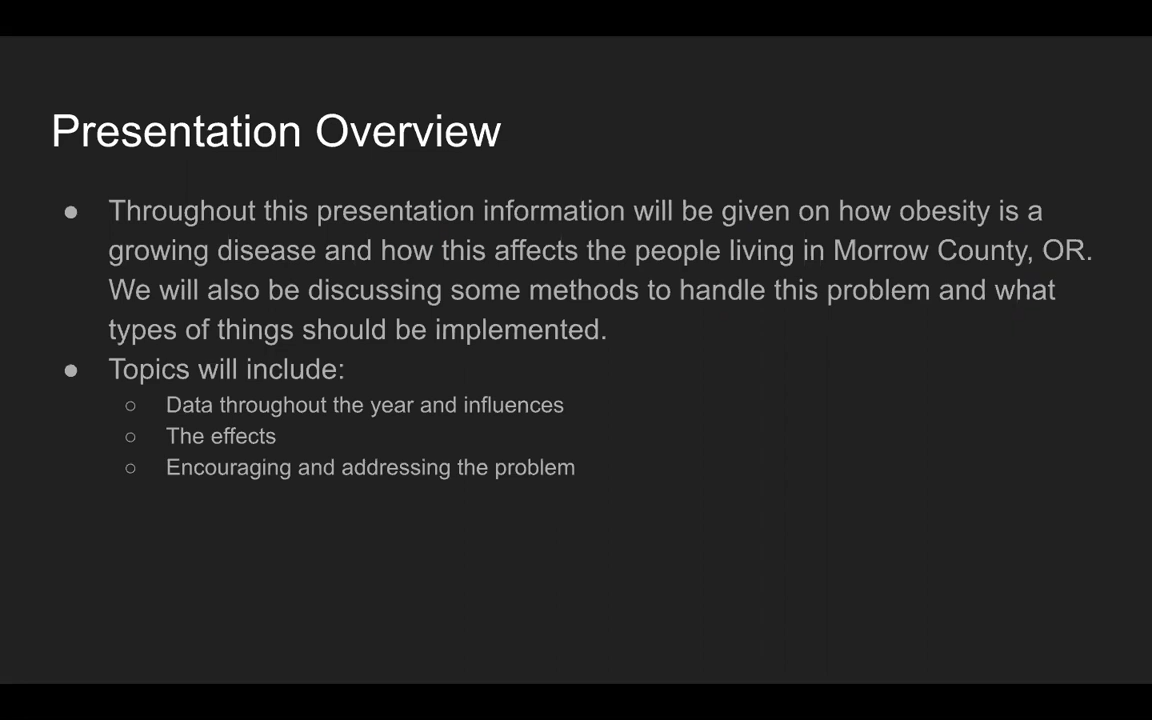 Presentation Overview
● Throughout this presentation information will be given on how obesity is a
growing disease and how this affects the people living in Morrow County, OR.
We will also be discussing some methods to handle this problem and what
types of things should be implemented.
● Topics will include:
○ Data throughout the year and influences
○ The effects
○ Encouraging and addressing the problem